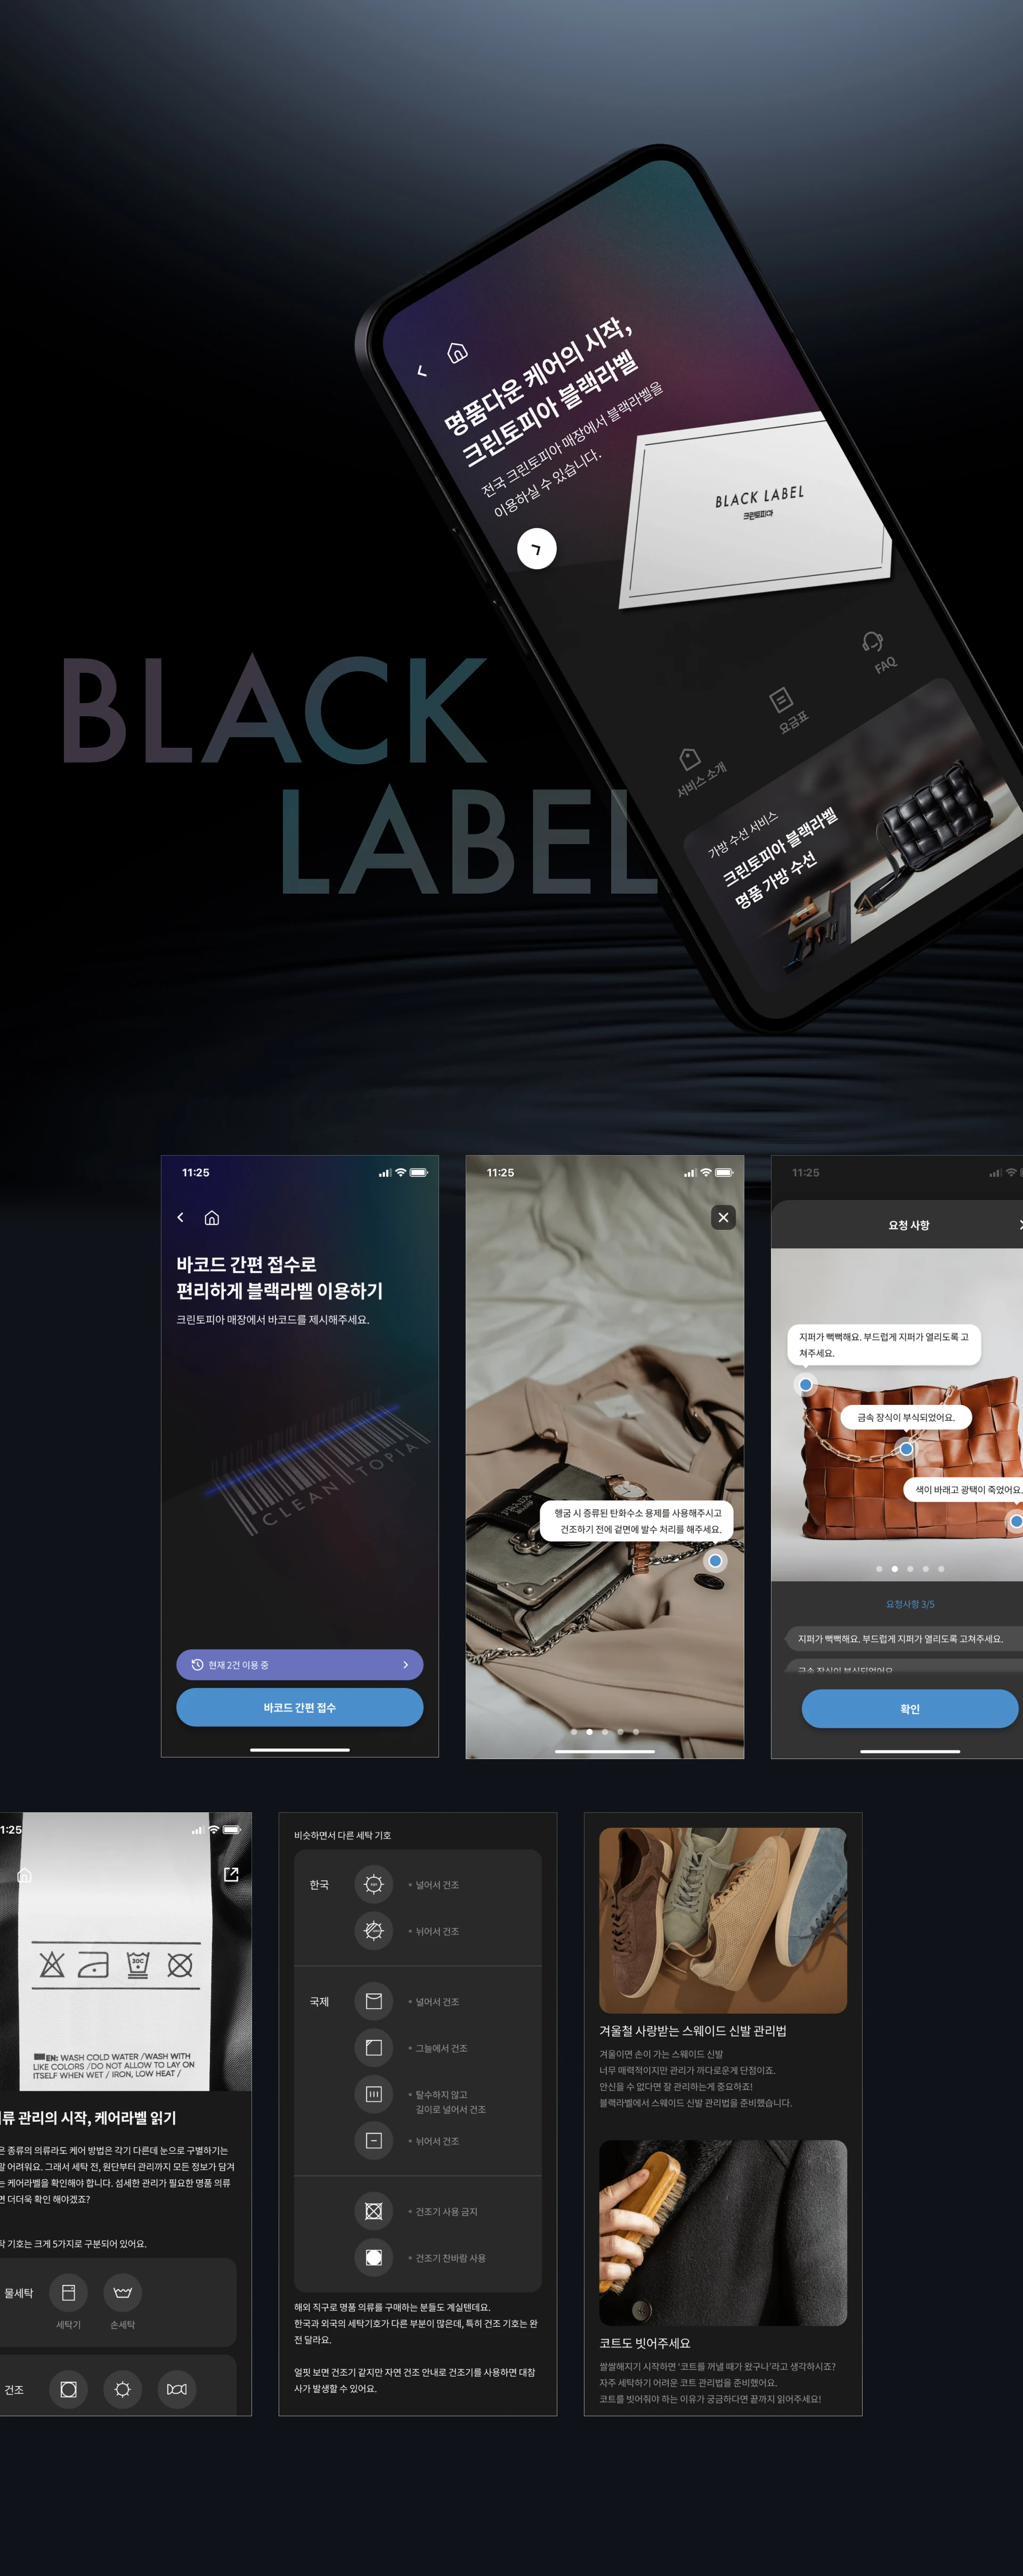 명품다운 케어의 시작,
크린토피아 블랙라벨
전국 크린토피아 매장에서 블랙라벨을
이용하실 수 있습니다.
BLACK LABEL
크린토피아
FAQ
요금표
서비스 소개
가방 수선 서비스
크린토피아 블랙라벨
명품 가방 수선
BLACK
LABEL
11:25
바코드 간편 접수로
편리하게 블랙라벨 이용하기
크린토피아 매장에서 바코드를 제시해주세요.
CLEAN TOPIA
현재 2건 이용 중
바코드 간편 접수
11:25
헹굼 시 증류된 탄화수소 용제를 사용해주시고
건조하기 전에 겉면에 발수 처리를 해주세요.
11:25
요청 사항
지퍼가 뻑뻑해요. 부드럽게 지퍼가 열리도록 고
쳐주세요.
금속 장식이 부식되었어요.
색이 바래고 광택이 죽었어요.
요청사항 3/5
지퍼가 뻑뻑해요. 부드럽게 지퍼가 열리도록 고쳐주세요.
금속 장식이 부식되었어요
확인
1:25
30C
EN: WASH COLD WATER /WASH WITH
LIKE COLORS /DO NOT ALLOW TO LAY ON
ITSELF WHEN WET / IRON, LOW HEAT /
류 관리의 시작, 케어라벨 읽기
은 종류의 의류라도 케어 방법은 각기 다른데 눈으로 구별하기는
말 어려워요. 그래서 세탁 전, 원단부터 관리까지 모든 정보가 담겨
는 케어라벨을 확인해야 합니다. 섬세한 관리가 필요한 명품 의류
면 더더욱 확인 해야겠죠?
탁 기호는 크게 5가지로 구분되어 있어요.
물세탁
세탁기
손세탁
건조
비슷하면서 다른 세탁 기호
한국
널어서 건조
뉘어서 건조
국제
널어서 건조
그늘에서 건조
탈수하지 않고
길이로 널어서 건조
뉘어서 건조
건조기 사용 금지
건조기 찬바람 사용
해외 직구로 명품 의류를 구매하는 분들도 계실텐데요.
한국과 외국의 세탁기호가 다른 부분이 많은데, 특히 건조 기호는 완
전 달라요.
얼핏 보면 건조기 같지만 자연 건조 안내로 건조기를 사용하면 대참
사가 발생할 수 있어요.
겨울철 사랑받는 스웨이드 신발 관리법
겨울이면 손이 가는 스웨이드 신발
너무 매력적이지만 관리가 까다로운게 단점이죠.
안신을 수 없다면 잘 관리하는게 중요하죠!
블랙라벨에서 스웨이드 신발 관리법을 준비했습니다.
코트도 빗어주세요
쌀쌀해지기 시작하면 '코트를 꺼낼 때가 왔구나'라고 생각하시죠?
자주 세탁하기 어려운 코트 관리법을 준비했어요.
코트를 빗어줘야 하는 이유가 궁금하다면 끝까지 읽어주세요!